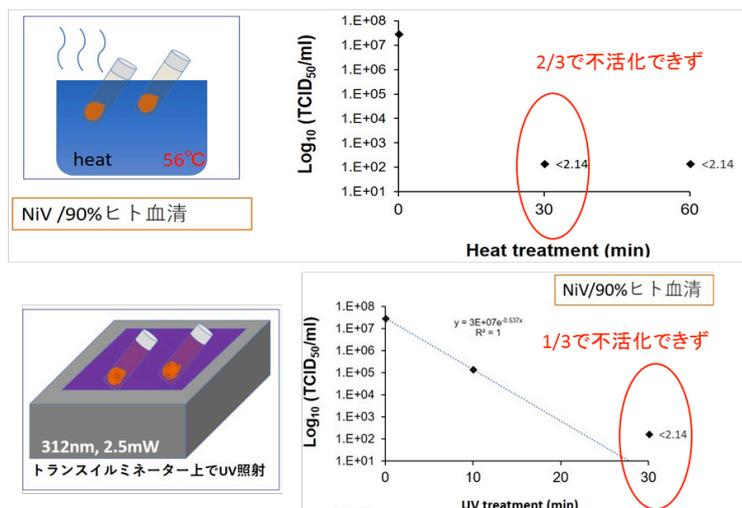 heat 56℃
NiV /90%ヒト血清
Log10 (TCID50/ml)
1.E+08
1.E+07
1.E+06
1.E+05
1.E+04
1.E+03
1.E+02
1.E+01
2/3で不活化できず
<2.14
<2.14
0 30 60
Heat treatment (min)
312nm, 2.5mW
トランスイルミネーター上でUV照射
NiV/90%ヒト血清
Log10 (TCID50/ml)
1.E+08
1.E+07
1.E+06
1.E+05
1.E+04
1.E+03
1.E+02
1.E+01
y = 3E+07e-0.537x
R² = 1
1/3で不活化できず
<2.14
0 10 20 30
UV treatment (min)